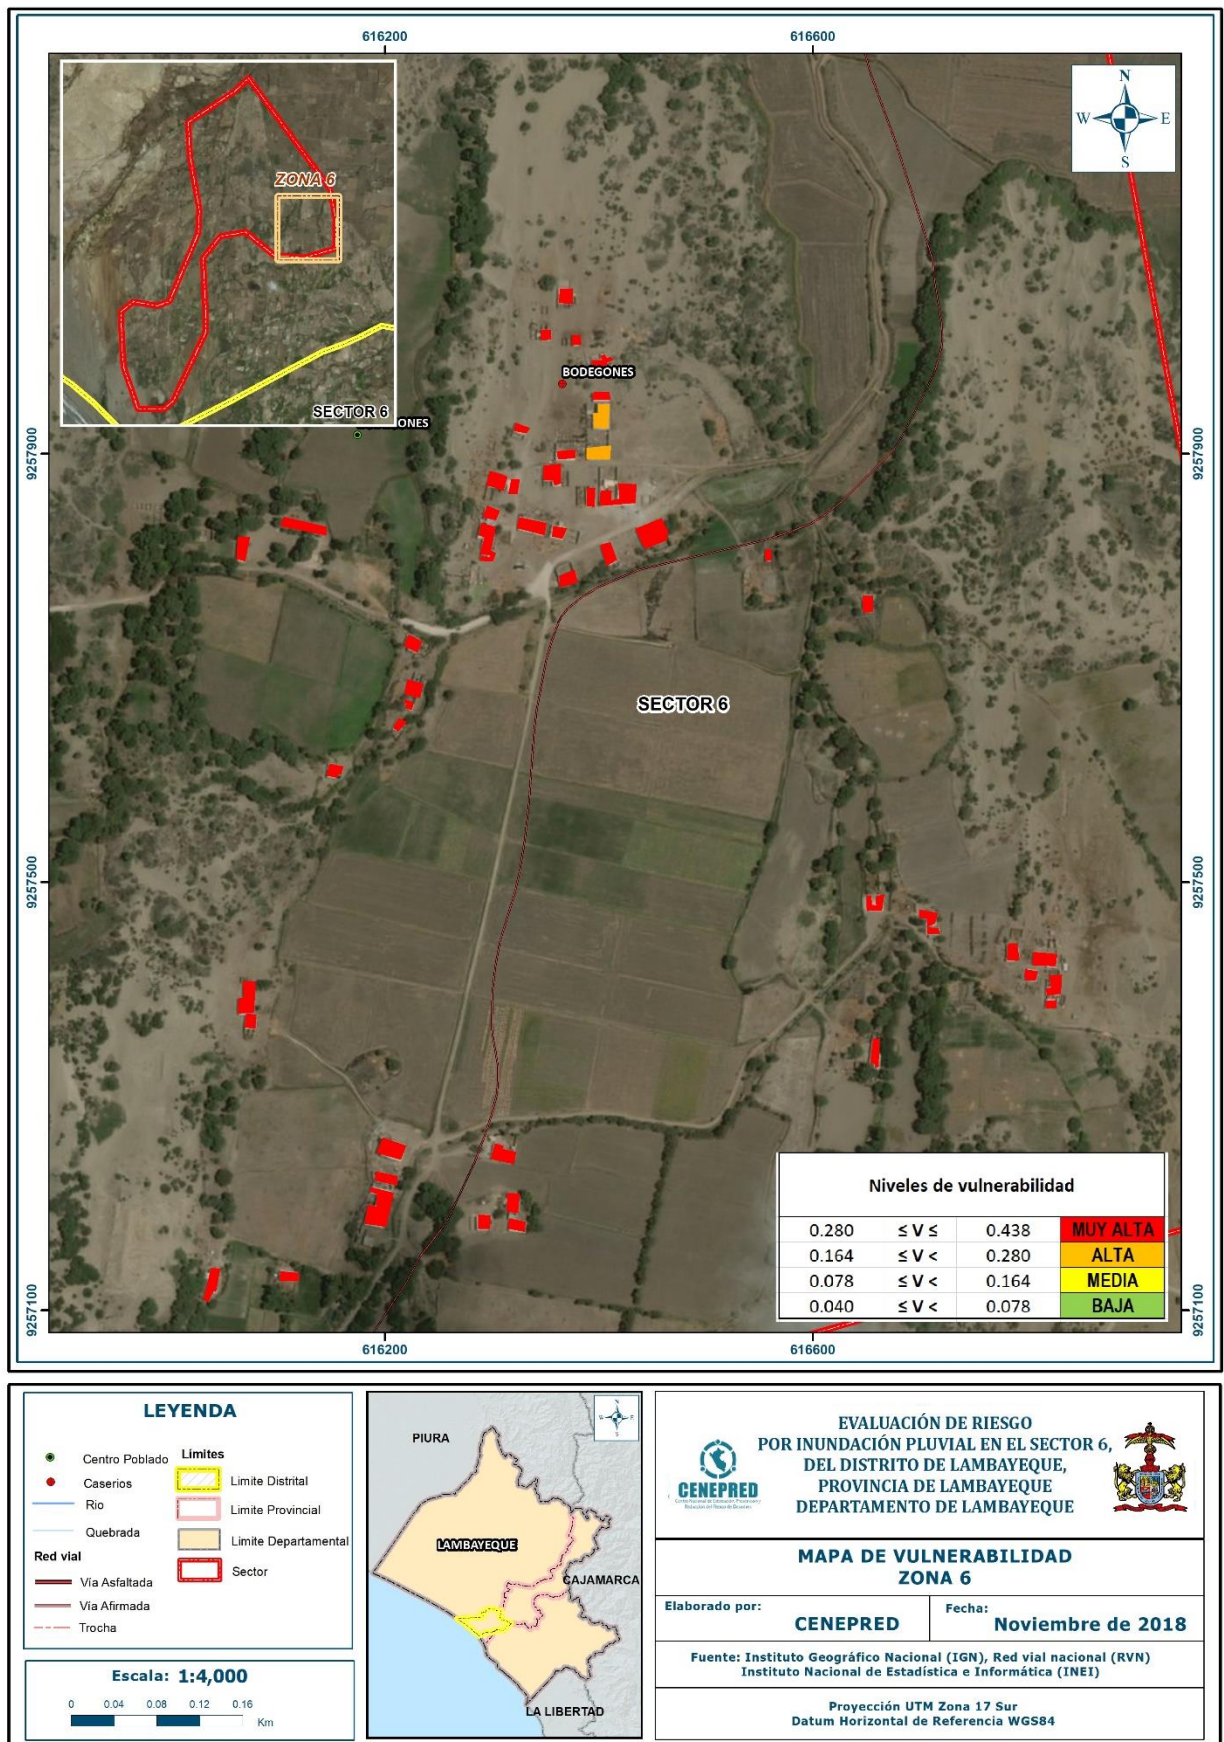 616200
616600
N
W
E
S
ZONA 6
SECTOR 6
ONES
BODEGONES
9257900
9257900
SECTOR 6
9257500
9257500
Niveles de vulnerabilidad
0.280 ≤ V ≤ 0.438 MUY ALTA
0.164 ≤ V < 0.280 ALTA
0.078 ≤ V < 0.164 MEDIA
0.040 ≤ V < 0.078 BAJA
9257100
9257100
616200
616600
LEYENDA
Centro Poblado
Caserios
Rio
Quebrada
Red vial
Vía Asfaltada
Vía Afirmada
Trocha
Límites
Limite Distrital
Limite Provincial
Limite Departamental
Sector
Escala: 1:4,000
0 0.04 0.08 0.12 0.16
Km
PIURA
LAMBAYEQUE
CAJAMARCA
LA LIBERTAD
CENEPRED
EVALUACIÓN DE RIESGO
POR INUNDACIÓN PLUVIAL EN EL SECTOR 6,
DEL DISTRITO DE LAMBAYEQUE,
PROVINCIA DE LAMBAYEQUE
DEPARTAMENTO DE LAMBAYEQUE
MAPA DE VULNERABILIDAD
ZONA 6
Elaborado por:
CENEPRED
Fecha:
Noviembre de 2018
Fuente: Instituto Geográfico Nacional (IGN), Red vial nacional (RVN)
Instituto Nacional de Estadística e Informática (INEI)
Proyección UTM Zona 17 Sur
Datum Horizontal de Referencia WGS84